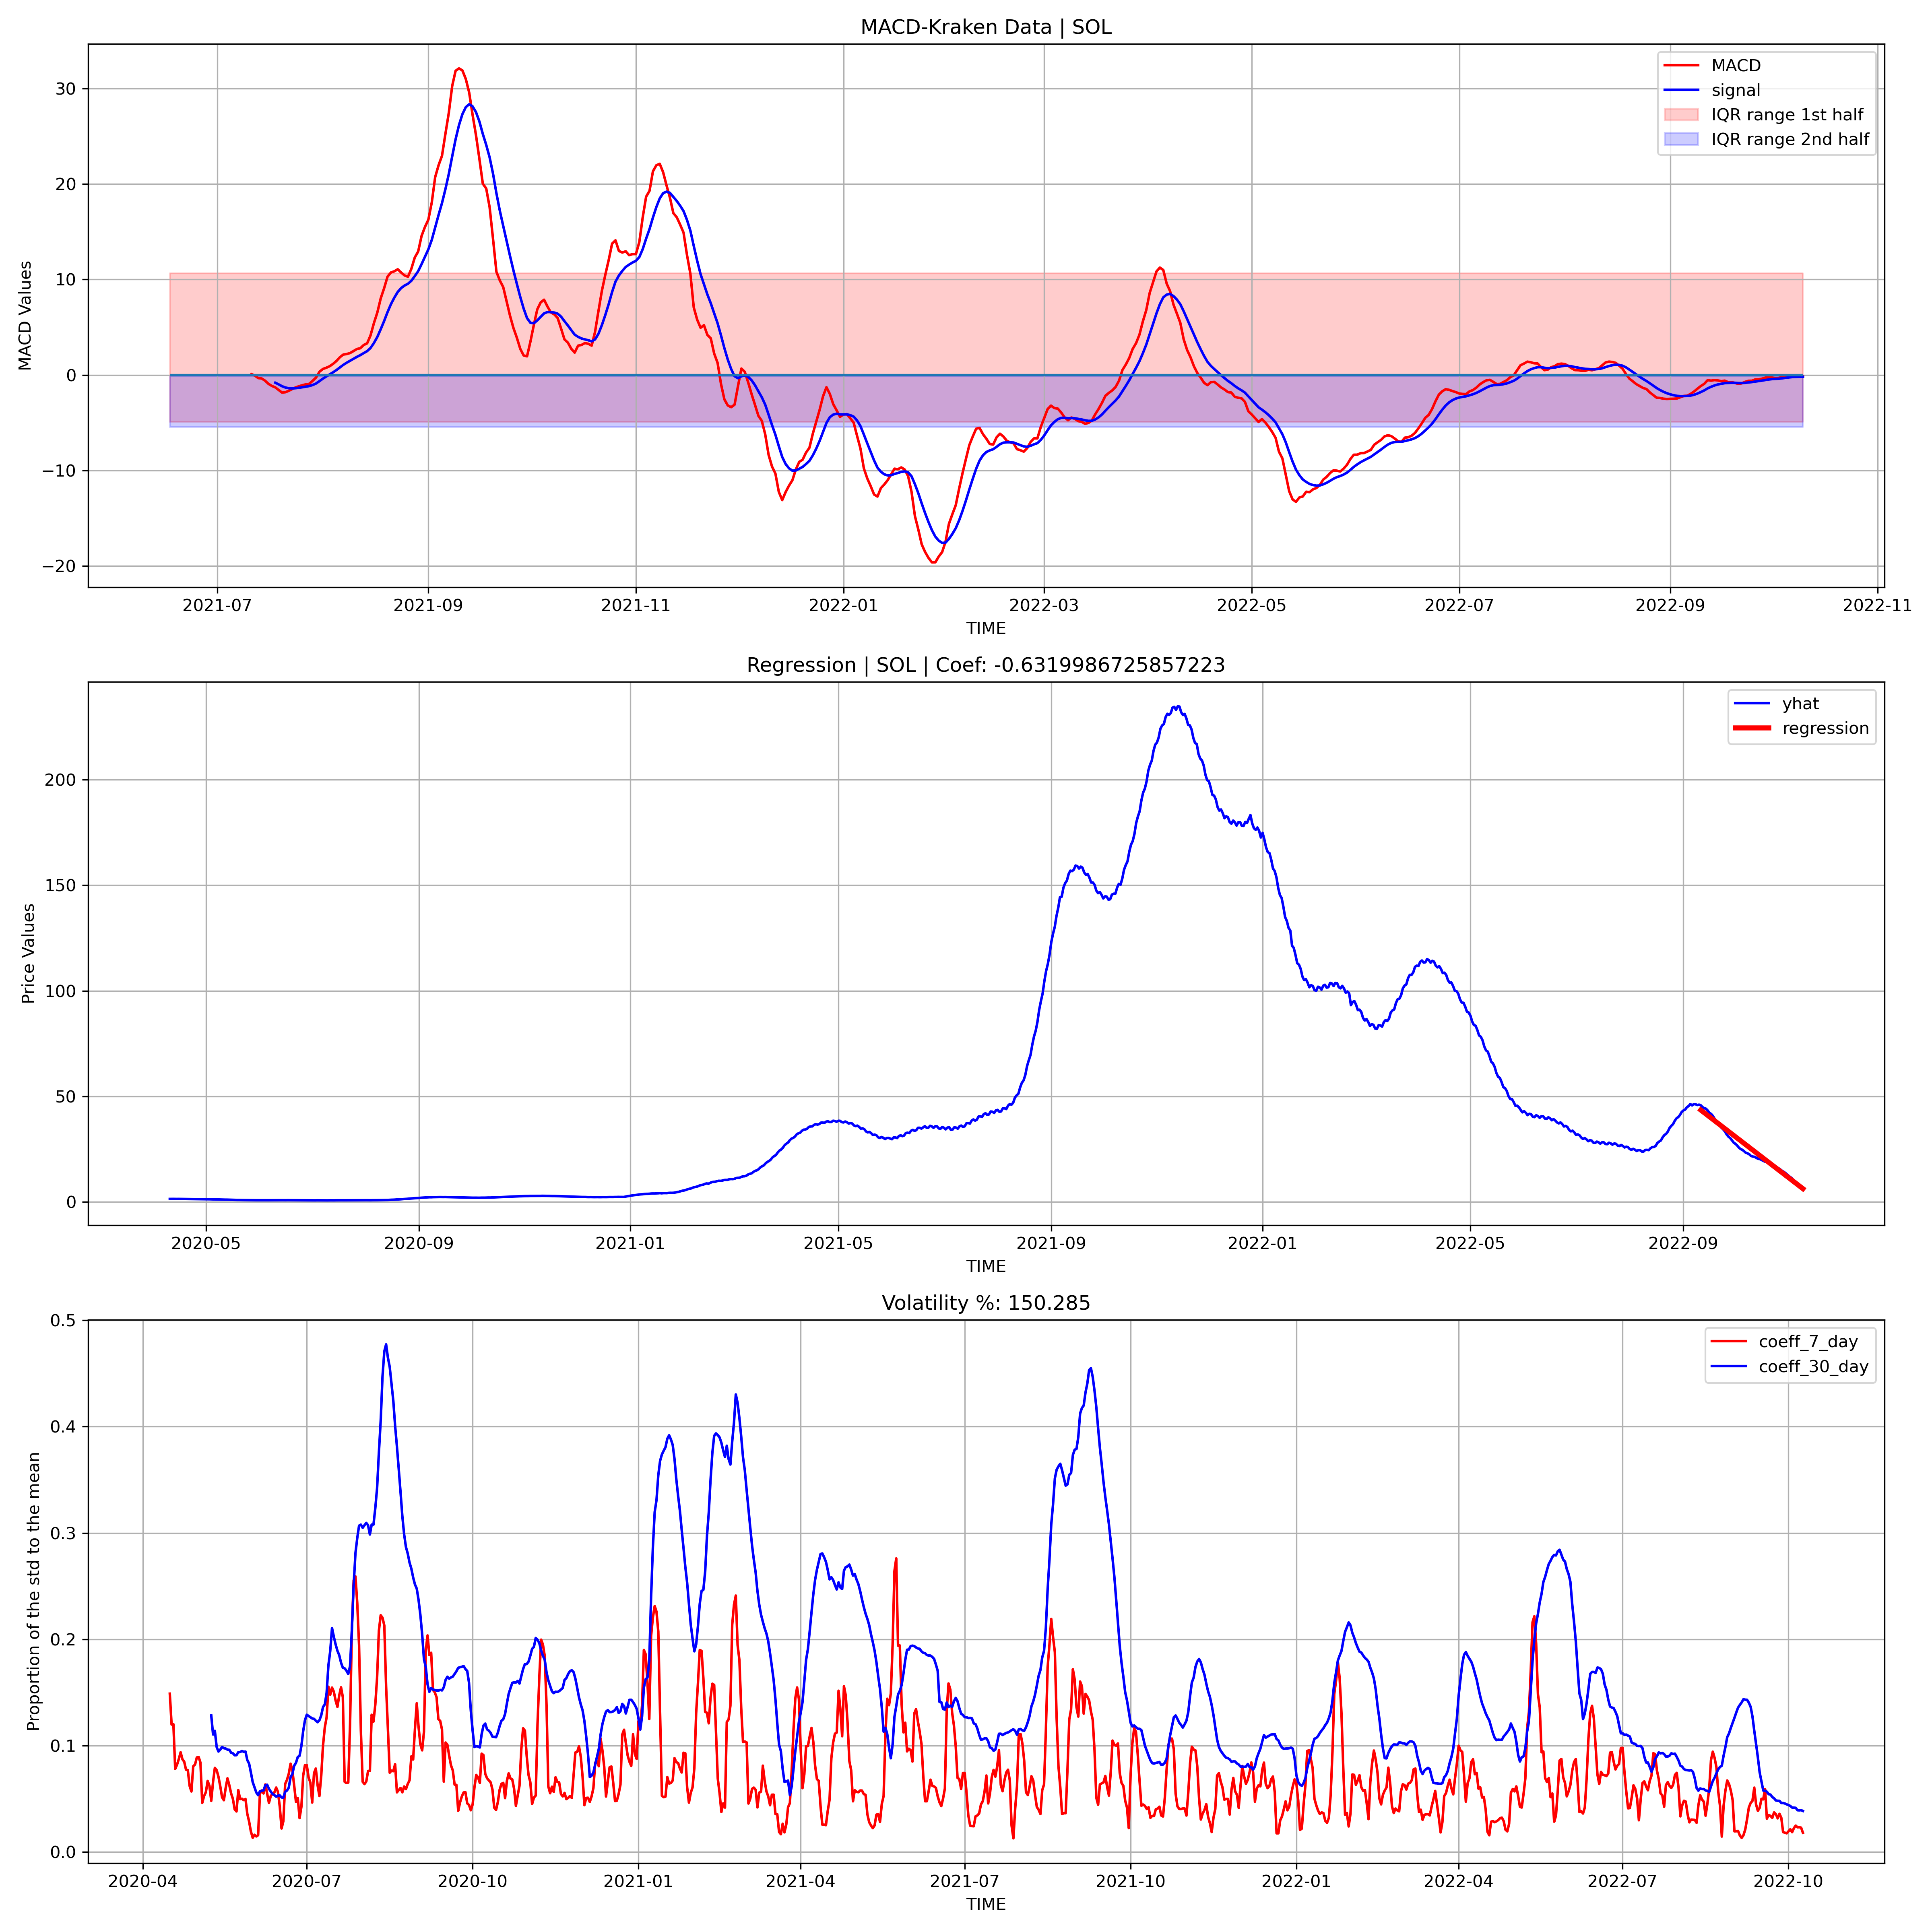 MACD-Kraken Data | SOL
MACD
signal
IQR range 1st half
IQR range 2nd half
MACD Values
30
20
10
0
−10
−20
2021-07 2021-09 2021-11 2022-01 2022-03 2022-05 2022-07 2022-09 2022-11
TIME
Regression | SOL | Coef: -0.6319986725857223
yhat
regression
Price Values
200
150
100
50
0
2020-05 2020-09 2021-01 2021-05 2021-09 2022-01 2022-05 2022-09
TIME
Volatility %: 150.285
coeff_7_day
coeff_30_day
Proportion of the std to the mean
0.5
0.4
0.3
0.2
0.1
0.0
2020-04 2020-07 2020-10 2021-01 2021-04 2021-07 2021-10 2022-01 2022-04 2022-07 2022-10
TIME